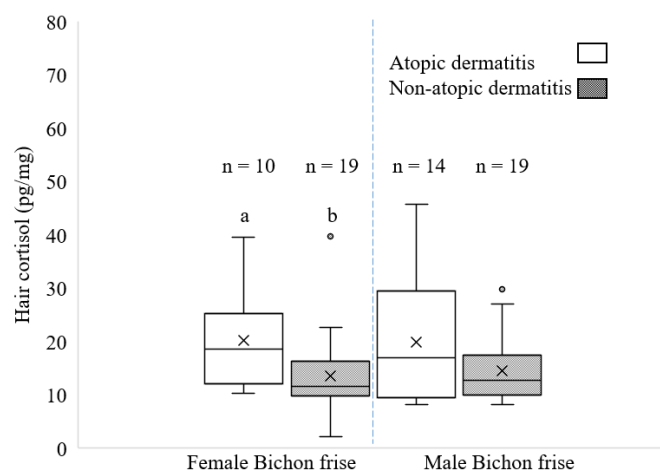 80
70
60
50
40
30
20
10
0
Hair cortisol (pg/mg)
Atopic dermatitis
Non-atopic dermatitis
n = 10
n = 19
n = 14
n = 19
a
b
Female Bichon frise
Male Bichon frise